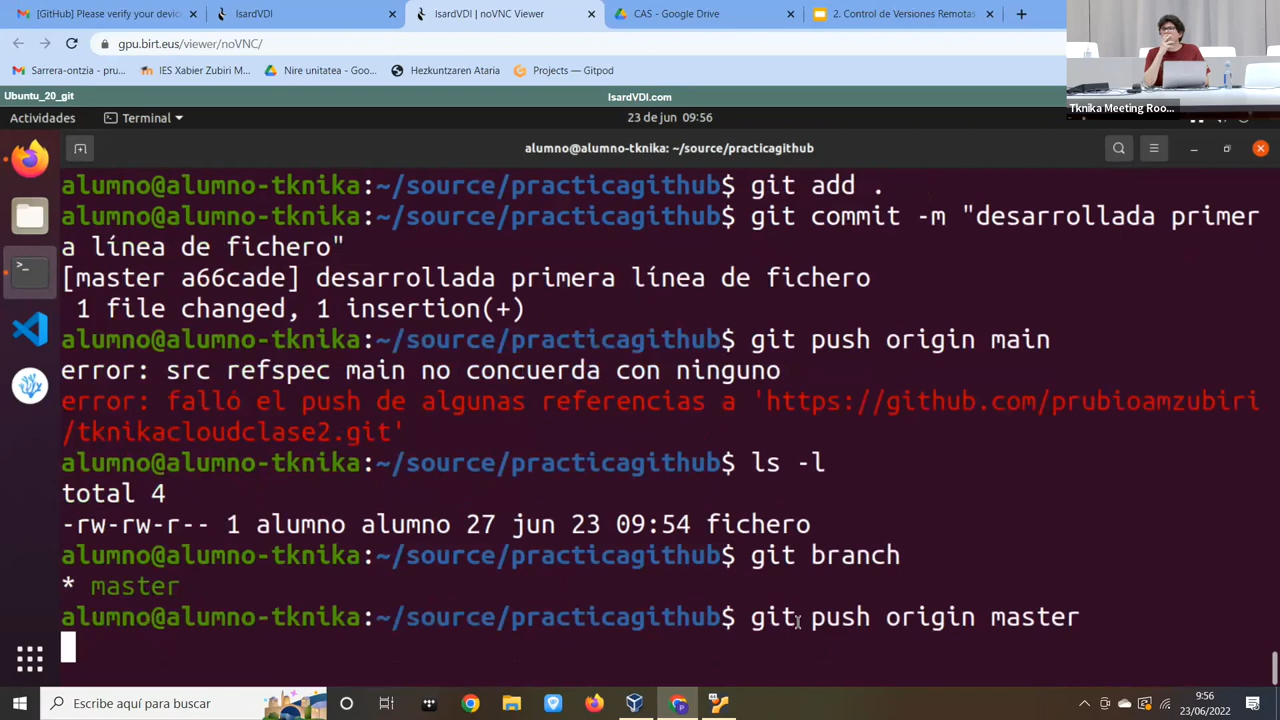 [GitHub] Please verify your device
IsardVDI
IsardVDI | noVNC Viewer
CAS - Google Drive
2. Control de Versiones Remotas
gpu.birt.eus/viewer/noVNC/
Sarrera-ontzia - pru...
IES Xabier Zubiri M...
Nire unitatea - Goo...
Hezkuntzaren Ataria
Projects — Gitpod
Tknika Meeting Roo...
Ubuntu_20_git
IsardVDI.com
Actividades
Terminal
23 de jun 09:56
alumno@alumno-tknika: ~/source/practicagithub
alumno@alumno-tknika:~/source/practicagithub$ git add .
alumno@alumno-tknika:~/source/practicagithub$ git commit -m "desarrollada primer
a línea de fichero"
[master a66cade] desarrollada primera línea de fichero
1 file changed, 1 insertion(+)
alumno@alumno-tknika:~/source/practicagithub$ git push origin main
error: src refspec main no concuerda con ninguno
error: falló el push de algunas referencias a 'https://github.com/prubioamzubiri
/tknikacloudclase2.git'
alumno@alumno-tknika:~/source/practicagithub$ ls -l
total 4
-rw-rw-r-- 1 alumno alumno 27 jun 23 09:54 fichero
alumno@alumno-tknika:~/source/practicagithub$ git branch
* master
alumno@alumno-tknika:~/source/practicagithub$ git push origin master
Escribe aquí para buscar
9:56
23/06/2022